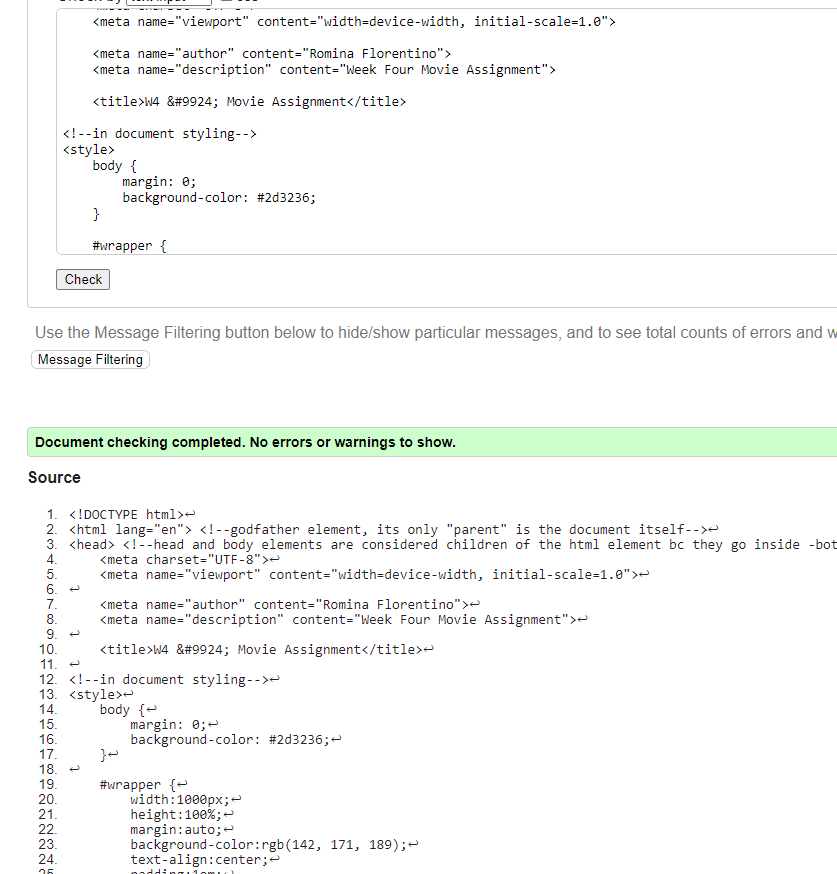 <meta name="viewport" content="width=device-width, initial-scale=1.0">
<meta name="author" content="Romina Florentino">
<meta name="description" content="Week Four Movie Assignment">
<title>W4 &#9924; Movie Assignment</title>
<!--in document styling-->
<style>
body {
margin: 0;
background-color: #2d3236;
}
#wrapper {
Check
Use the Message Filtering button below to hide/show particular messages, and to see total counts of errors and w
Message Filtering
Document checking completed. No errors or warnings to show.
Source
1. <!DOCTYPE html>↩
2. <html lang="en"> <!--godfather element, its only "parent" is the document itself-->↩
3. <head> <!--head and body elements are considered children of the html element bc they go inside -bot
4. <meta charset="UTF-8">↩
5. <meta name="viewport" content="width=device-width, initial-scale=1.0">↩
6. ↩
7. <meta name="author" content="Romina Florentino">↩
8. <meta name="description" content="Week Four Movie Assignment">↩
9. ↩
10. <title>W4 &#9924; Movie Assignment</title>↩
11. ↩
12. <!--in document styling-->↩
13. <style>↩
14. body {↩
15. margin: 0;↩
16. background-color: #2d3236;↩
17. }↩
18. ↩
19. #wrapper {↩
20. width:1000px;↩
21. height:100%;↩
22. margin:auto;↩
23. background-color:rgb(142, 171, 189);↩
24. text-align:center;↩